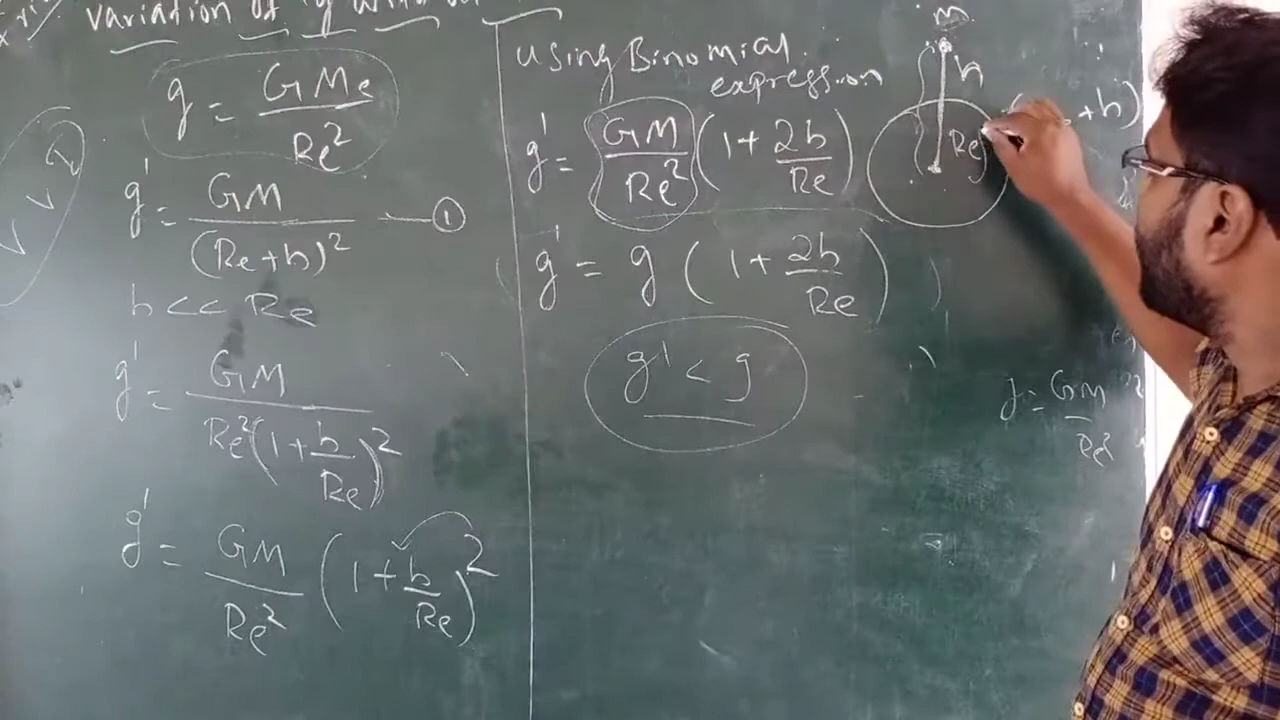 variation of 'g' with
g = GMe / Re²
g' = GM / (Re+h)² — ①
h << Re
g' = GM / Re²(1+h/Re)²
g' = GM / Re² (1+h/Re)²
using Binomial
expression
g' = GM / Re² (1+2h/Re)
g' = g (1+2h/Re)
g' < g
m
h
Re
+h)
g = GM / Re²